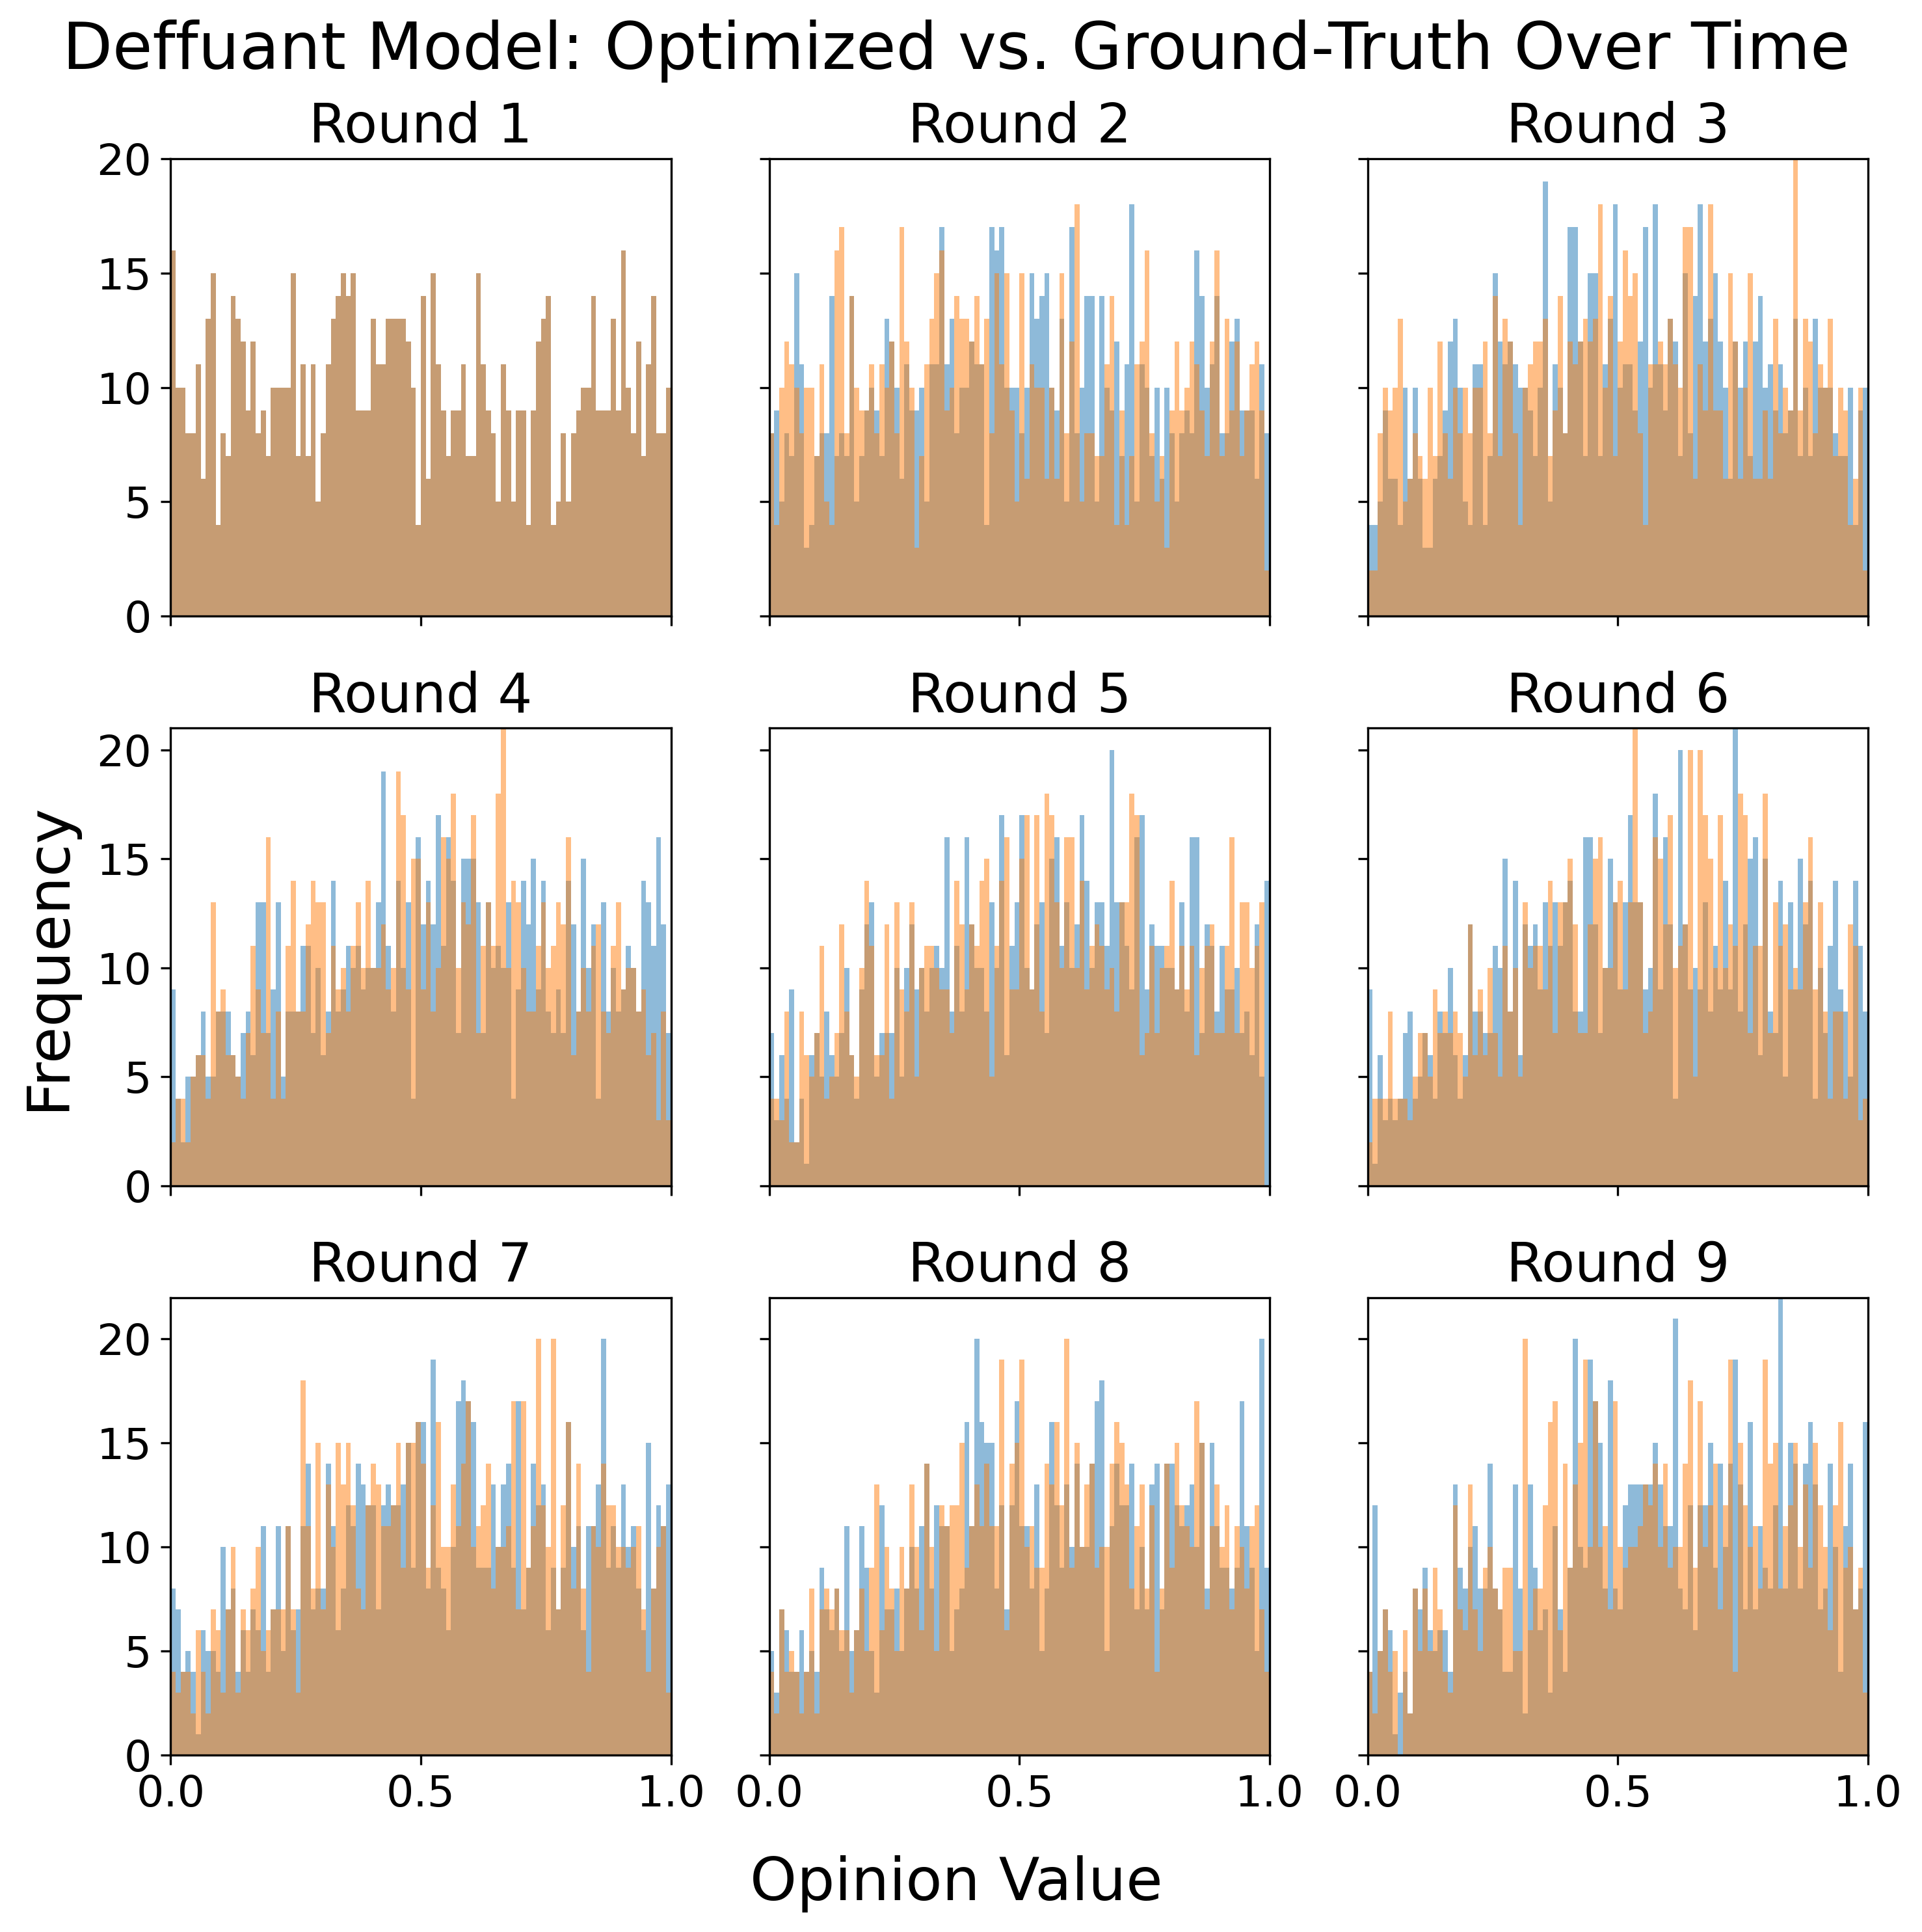 Deffuant Model: Optimized vs. Ground-Truth Over Time
Round 1
Round 2
Round 3
20
15
10
5
0
Round 4
Round 5
Round 6
20
15
10
5
0
Frequency
Round 7
Round 8
Round 9
20
15
10
5
0
0.0 0.5 1.0 0.0 0.5 1.0 0.0 0.5 1.0
Opinion Value